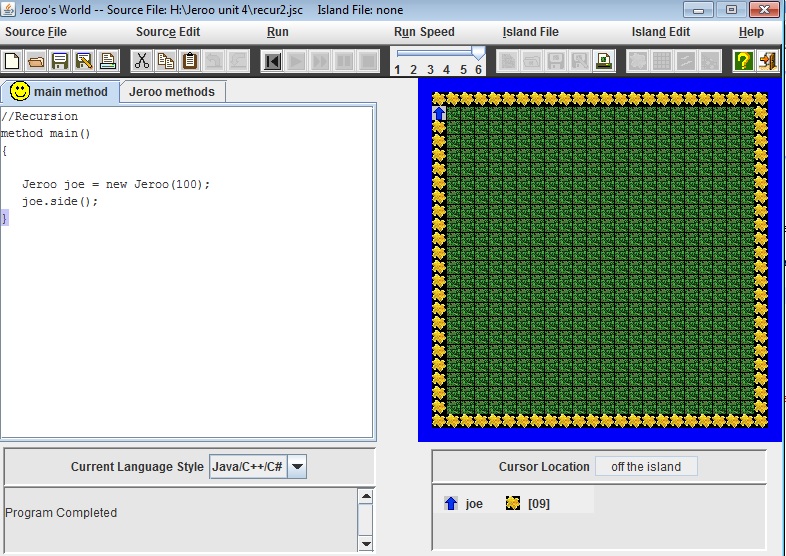 Jeroo's World -- Source File: H:\Jeroo unit 4\recur2.jsc Island File: none
Source File Source Edit Run Run Speed Island File Island Edit Help
1 2 3 4 5 6
main method Jeroo methods
//Recursion
method main()
{
Jeroo joe = new Jeroo(100);
joe.side();
}
Current Language Style Java/C++/C#
Cursor Location off the island
joe [09]
Program Completed